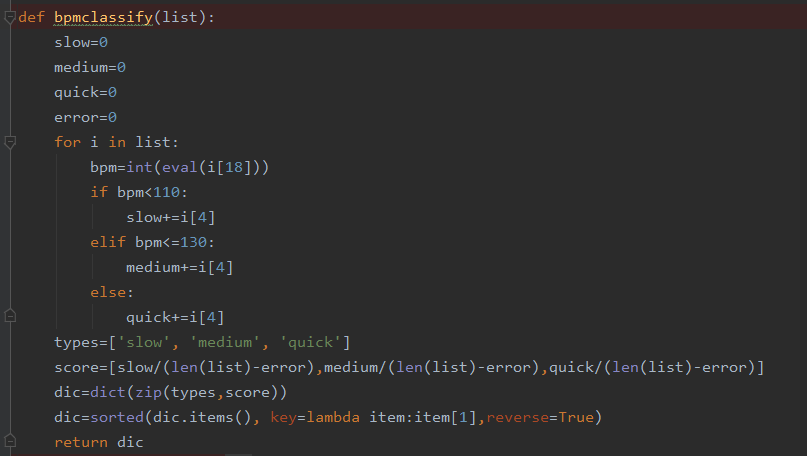 def bpmclassify(list):
    slow=0
    medium=0
    quick=0
    error=0
    for i in list:
        bpm=int(eval(i[18]))
        if bpm<110:
            slow+=i[4]
        elif bpm<=130:
            medium+=i[4]
        else:
            quick+=i[4]
    types=['slow', 'medium', 'quick']
    score=[slow/(len(list)-error),medium/(len(list)-error),quick/(len(list)-error)]
    dic=dict(zip(types,score))
    dic=sorted(dic.items(), key=lambda item:item[1],reverse=True)
    return dic